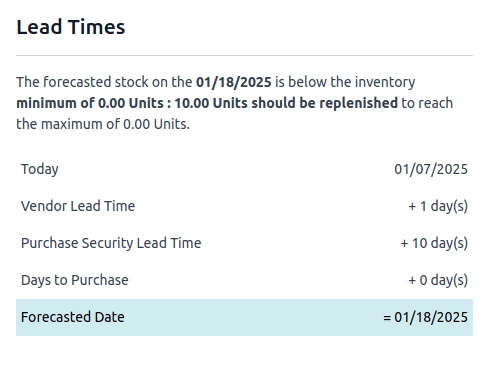 Lead Times
The forecasted stock on the 01/18/2025 is below the inventory
minimum of 0.00 Units : 10.00 Units should be replenished to reach
the maximum of 0.00 Units.
Today 01/07/2025
Vendor Lead Time + 1 day(s)
Purchase Security Lead Time + 10 day(s)
Days to Purchase + 0 day(s)
Forecasted Date = 01/18/2025